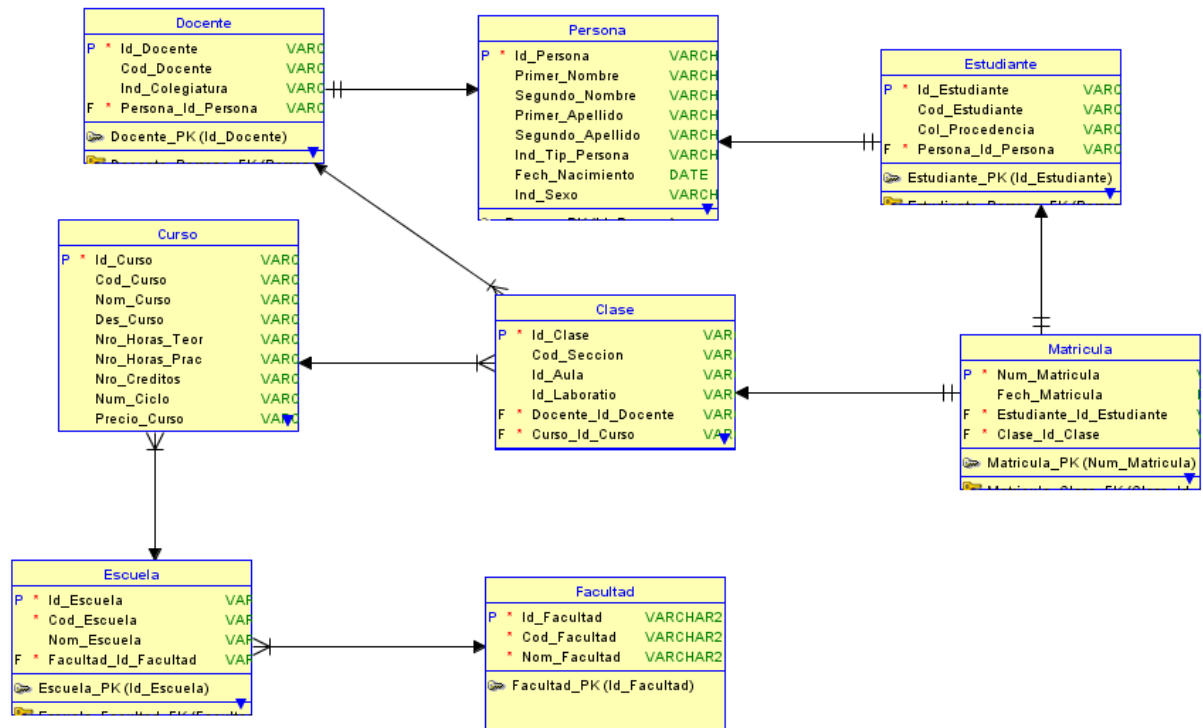 Docente
P * Id_Docente VARC
Cod_Docente VARC
Ind_Colegiatura VARC
F * Persona_Id_Persona VARC
Docente_PK (Id_Docente)
Persona
P * Id_Persona VARCH
Primer_Nombre VARCH
Segundo_Nombre VARCH
Primer_Apellido VARCH
Segundo_Apellido VARCH
Ind_Tip_Persona VARCH
Fech_Nacimiento DATE
Ind_Sexo VARCH
Estudiante
P * Id_Estudiante VARC
Cod_Estudiante VARC
Col_Procedencia VARC
F * Persona_Id_Persona VARC
Estudiante_PK (Id_Estudiante)
Curso
P * Id_Curso VARC
Cod_Curso VARC
Nom_Curso VARC
Des_Curso VARC
Nro_Horas_Teor VARC
Nro_Horas_Prac VARC
Nro_Creditos VARC
Num_Ciclo VARC
Precio_Curso VARC
Clase
P * Id_Clase VAR
Cod_Seccion VAR
Id_Aula VAR
Id_Laboratio VAR
F * Docente_Id_Docente VAR
F * Curso_Id_Curso VAR
Matricula
P * Num_Matricula
Fech_Matricula
F * Estudiante_Id_Estudiante
F * Clase_Id_Clase
Matricula_PK (Num_Matricula)
Escuela
P * Id_Escuela VAR
* Cod_Escuela VAR
Nom_Escuela VAR
F * Facultad_Id_Facultad VAR
Escuela_PK (Id_Escuela)
Facultad
P * Id_Facultad VARCHAR2
* Cod_Facultad VARCHAR2
* Nom_Facultad VARCHAR2
Facultad_PK (Id_Facultad)